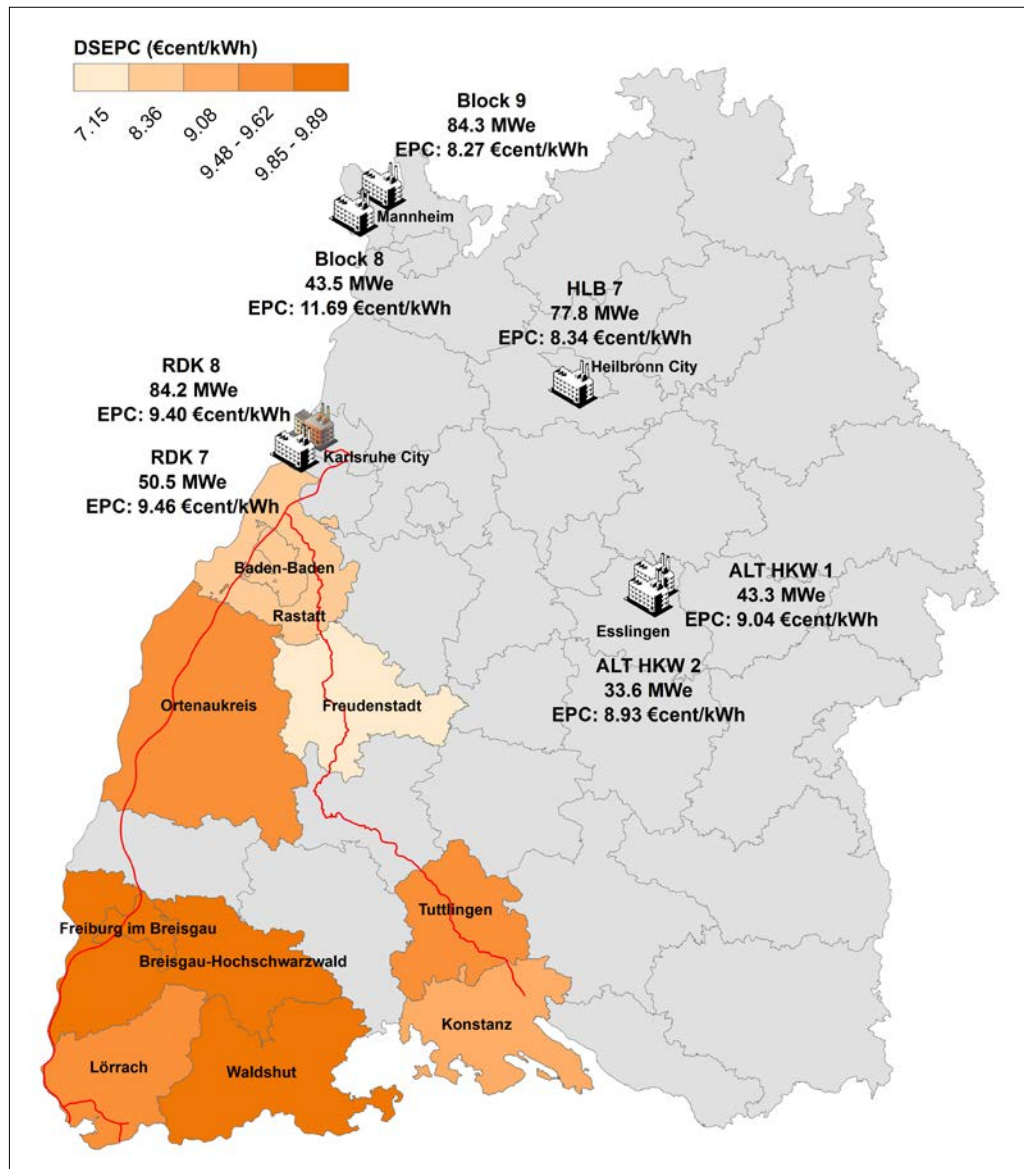 DSEPC (€cent/kWh)
7.15
8.36
9.08
9.48 - 9.62
9.85 - 9.89
Block 9
84.3 MWe
EPC: 8.27 €cent/kWh
Mannheim
Block 8
43.5 MWe
EPC: 11.69 €cent/kWh
HLB 7
77.8 MWe
EPC: 8.34 €cent/kWh
Heilbronn City
RDK 8
84.2 MWe
EPC: 9.40 €cent/kWh
Karlsruhe City
RDK 7
50.5 MWe
EPC: 9.46 €cent/kWh
Baden-Baden
Rastatt
ALT HKW 1
43.3 MWe
EPC: 9.04 €cent/kWh
Esslingen
ALT HKW 2
33.6 MWe
EPC: 8.93 €cent/kWh
Ortenaukreis
Freudenstadt
Tuttlingen
Freiburg im Breisgau
Breisgau-Hochschwarzwald
Konstanz
Lörrach
Waldshut